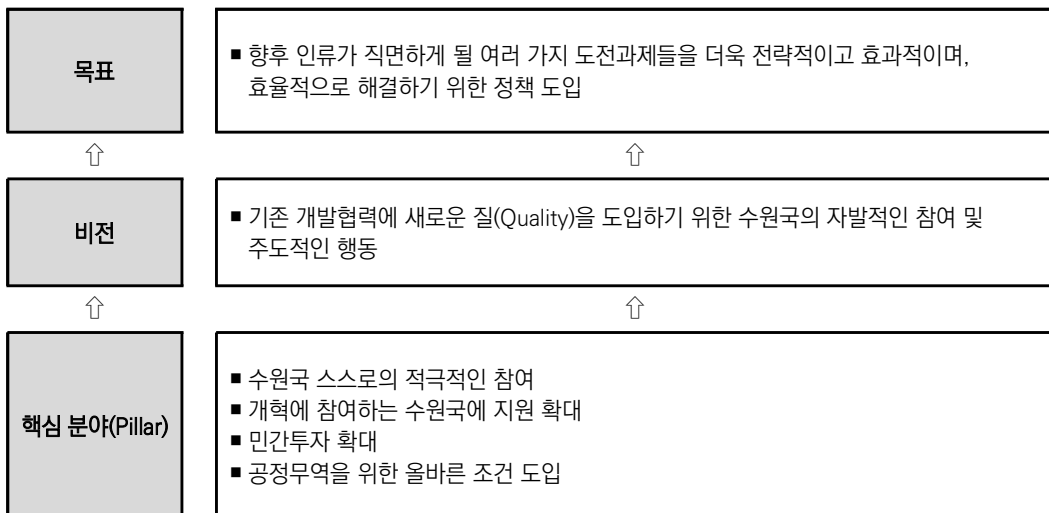 목표
■ 향후 인류가 직면하게 될 여러 가지 도전과제들을 더욱 전략적이고 효과적이며,
효율적으로 해결하기 위한 정책 도입
⇧ ⇧
비전
■ 기존 개발협력에 새로운 질(Quality)을 도입하기 위한 수원국의 자발적인 참여 및
주도적인 행동
⇧ ⇧
핵심 분야(Pillar)
■ 수원국 스스로의 적극적인 참여
■ 개혁에 참여하는 수원국에 지원 확대
■ 민간투자 확대
■ 공정무역을 위한 올바른 조건 도입